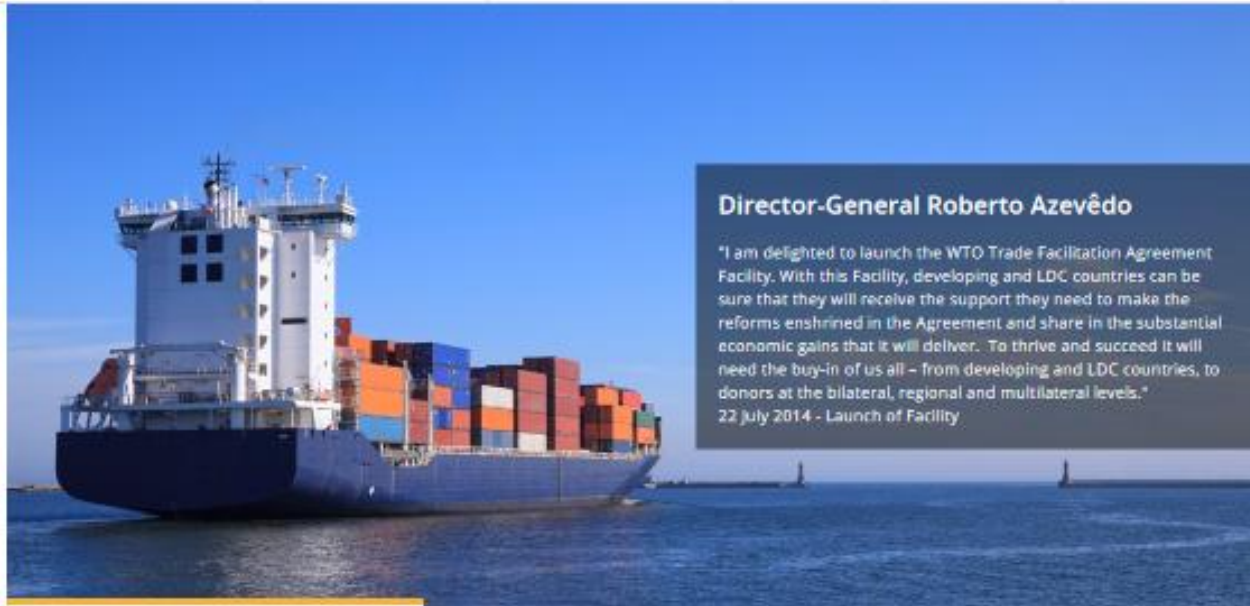 Director-General Roberto Azevêdo
"I am delighted to launch the WTO Trade Facilitation Agreement
Facility. With this Facility, developing and LDC countries can be
sure that they will receive the support they need to make the
reforms enshrined in the Agreement and share in the substantial
economic gains that it will deliver. To thrive and succeed it will
need the buy-in of us all – from developing and LDC countries, to
donors at the bilateral, regional and multilateral levels."
22 July 2014 - Launch of Facility